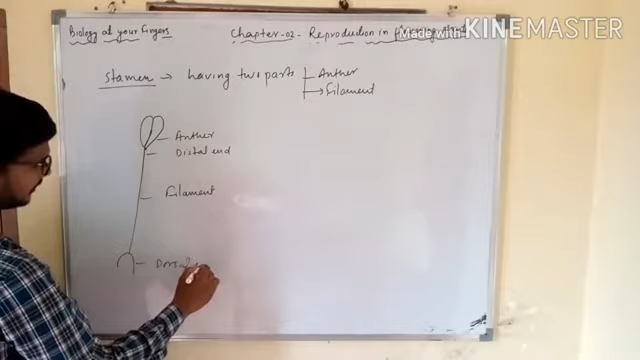 Biology at your fingers
Chapter-02 - Reproduction in
Made with KINEMASTER
Stamen → having two parts
Anther
Filament
Anther
Distal end
Filament
Dorsal